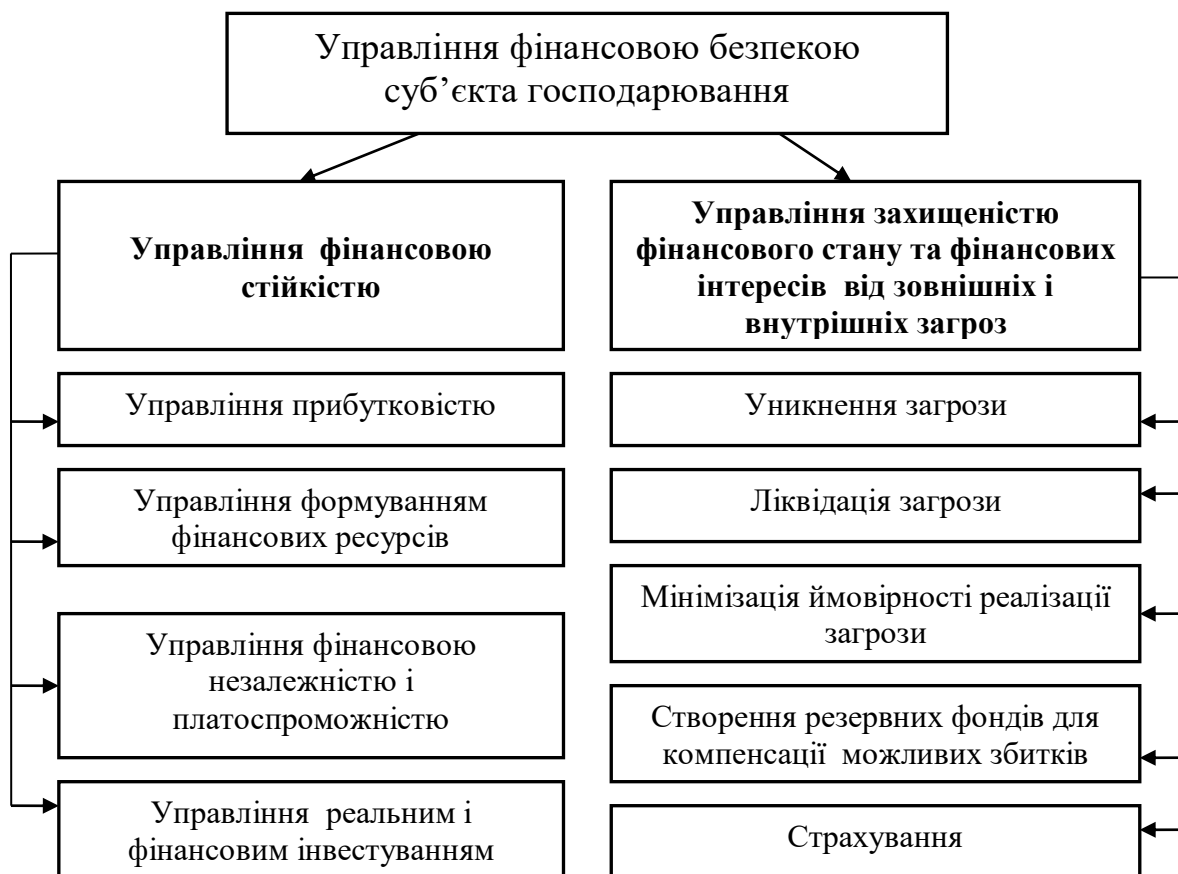 Управління фінансовою безпекою
суб’єкта господарювання
Управління фінансовою
стійкістю
Управління прибутковістю
Управління формуванням
фінансових ресурсів
Управління фінансовою
незалежністю і
платоспроможністю
Управління реальним і
фінансовим інвестуванням
Управління захищеністю
фінансового стану та фінансових
інтересів від зовнішніх і
внутрішніх загроз
Уникнення загрози
Ліквідація загрози
Мінімізація ймовірності реалізації
загрози
Створення резервних фондів для
компенсації можливих збитків
Страхування